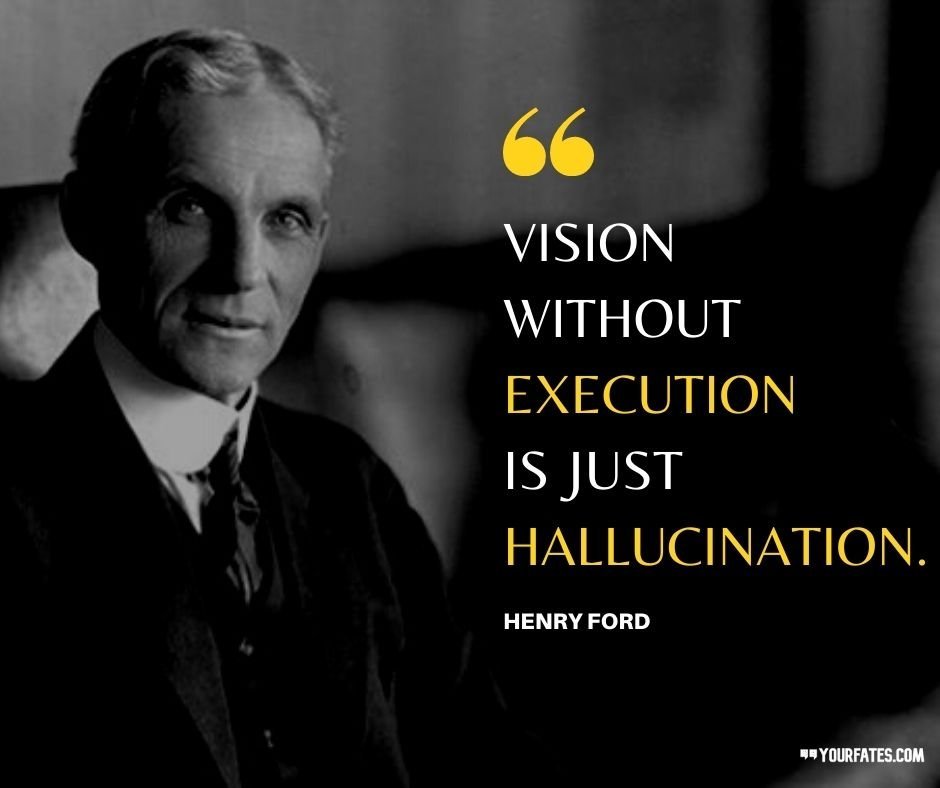 ❝
VISION
WITHOUT
EXECUTION
IS JUST
HALLUCINATION.
HENRY FORD
YOURFATES.COM